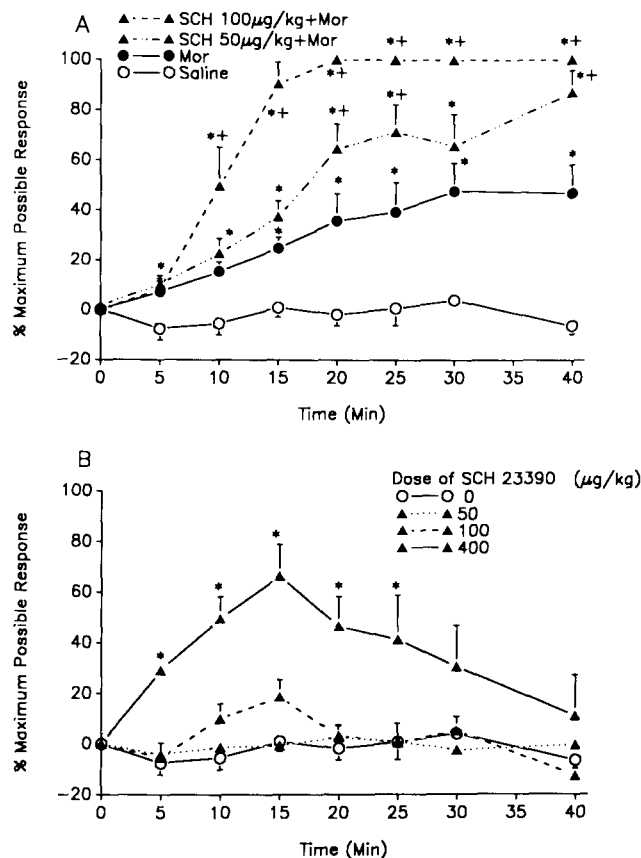 A
SCH 100µg/kg+Mor
SCH 50µg/kg+Mor
Mor
Saline
% Maximum Possible Response
100
80
60
40
20
0
-20
*+ *+ *+
*+ *+
*+ *+
*+ *+ *
* * *
* * * *
* *
0 5 10 15 20 25 30 35 40
Time (Min)
B
Dose of SCH 23390 (µg/kg)
0
50
100
400
% Maximum Possible Response
100
80
60
40
20
0
-20
*
* * *
*
0 5 10 15 20 25 30 35 40
Time (Min)